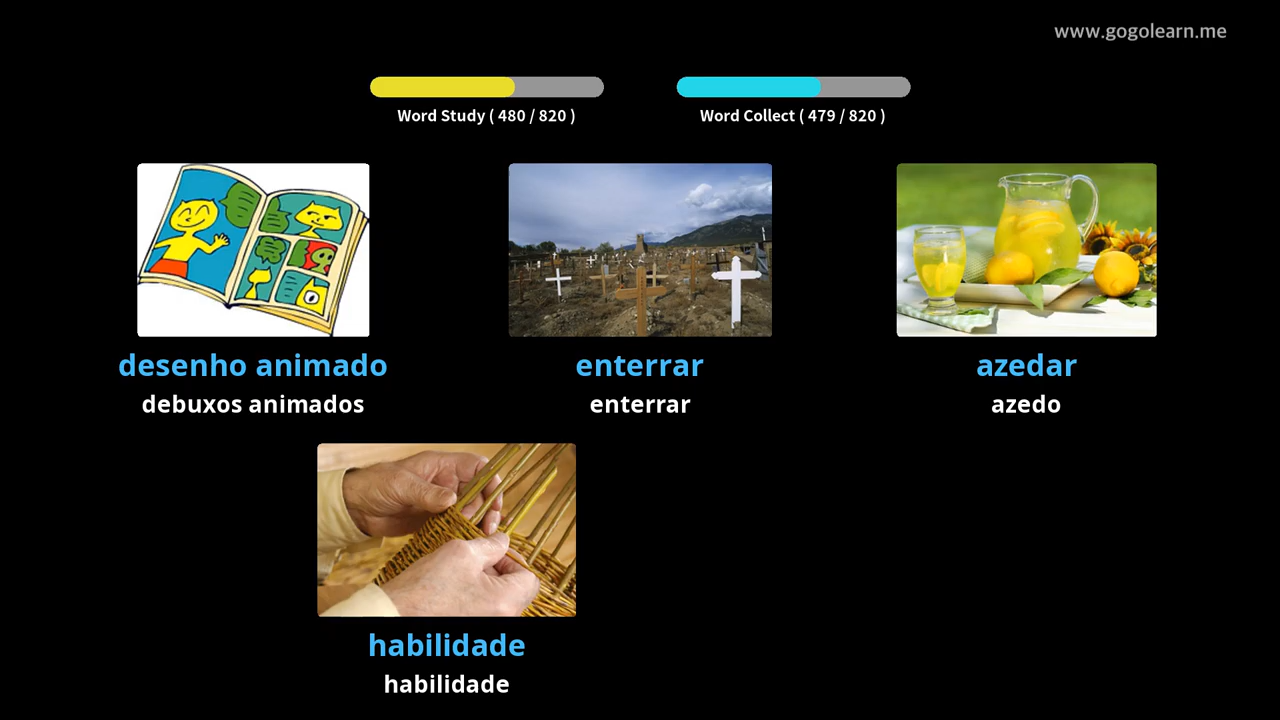 www.gogolearn.me
Word Study ( 480 / 820 )
Word Collect ( 479 / 820 )
desenho animado
debuxos animados
enterrar
enterrar
azedar
azedo
habilidade
habilidade